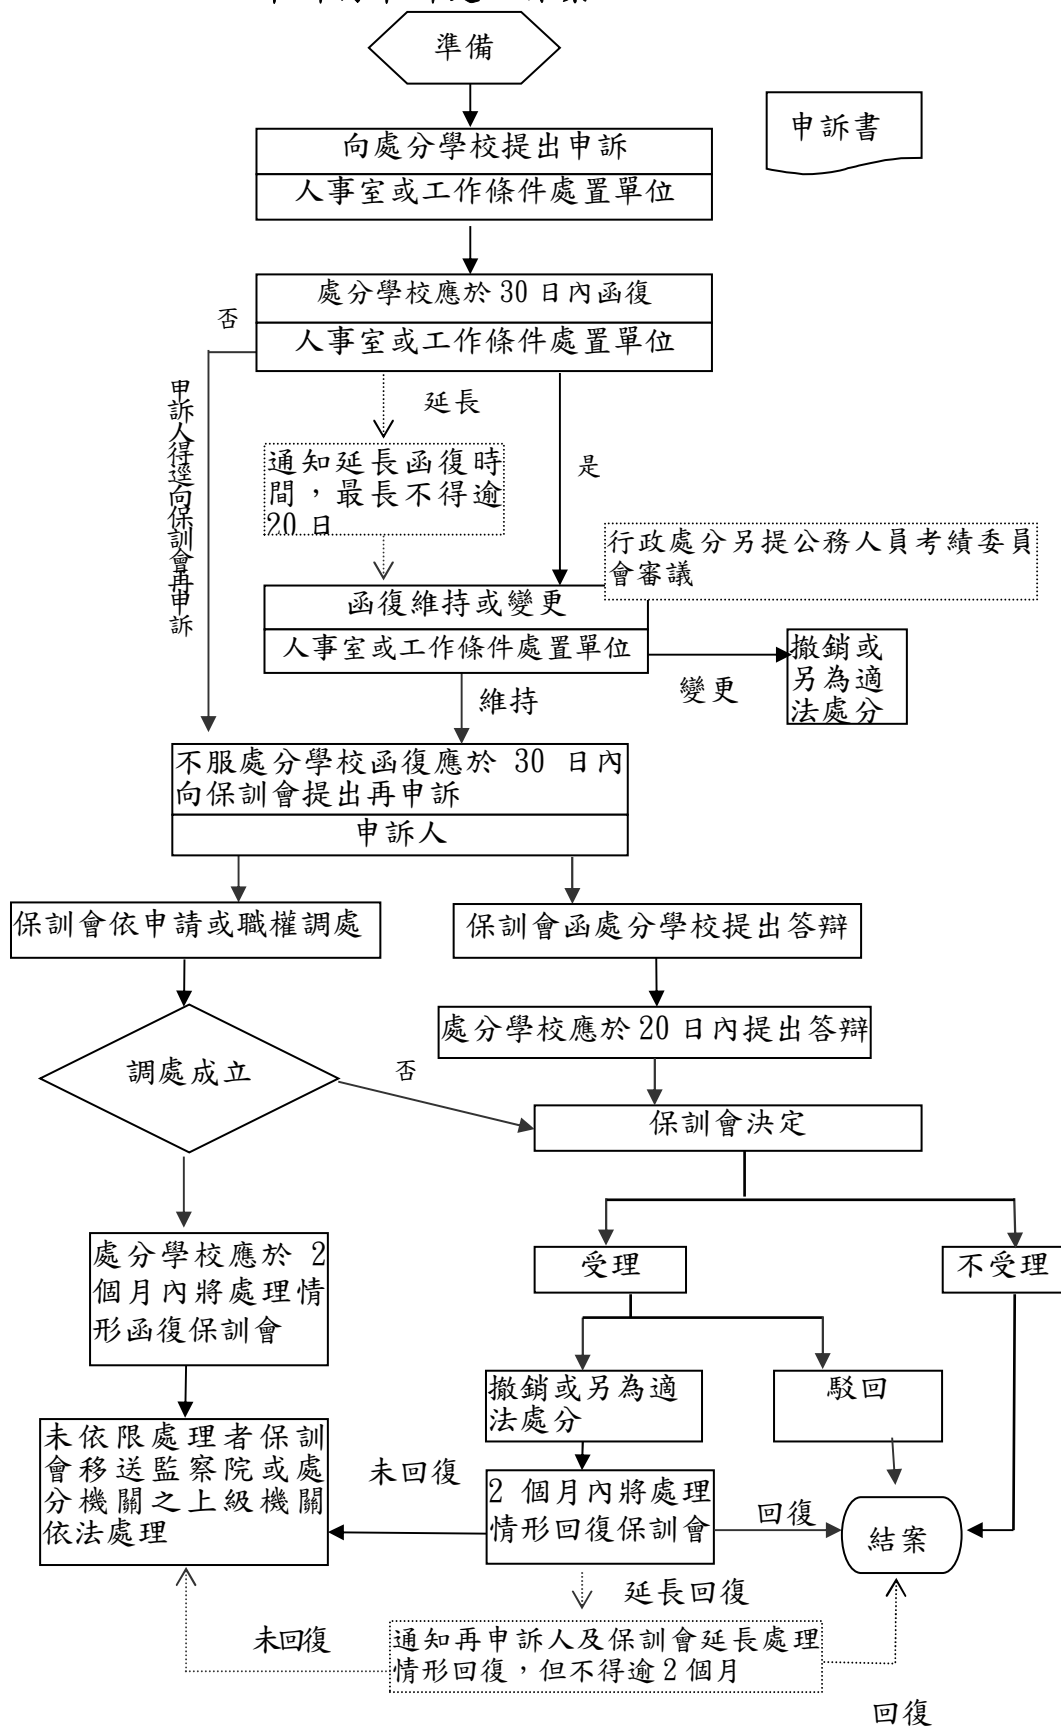 準備
申訴書
向處分學校提出申訴
人事室或工作條件處置單位
處分學校應於 30 日內函復
人事室或工作條件處置單位
否
申訴人得逕向保訓會再申訴
延長
是
通知延長函復時
間，最長不得逾
20 日
行政處分另提公務人員考績委員
會審議
函復維持或變更
人事室或工作條件處置單位
變更
撤銷或
另為適
法處分
維持
不服處分學校函復應於 30 日內
向保訓會提出再申訴
申訴人
保訓會依申請或職權調處
保訓會函處分學校提出答辯
處分學校應於 20 日內提出答辯
調處成立
否
保訓會決定
處分學校應於 2
個月內將處理情
形函復保訓會
受理
不受理
撤銷或另為適
法處分
駁回
未依限處理者保訓
會移送監察院或處
分機關之上級機關
依法處理
未回復
2 個月內將處理
情形回復保訓會
回復
結案
延長回復
未回復
通知再申訴人及保訓會延長處理
情形回復，但不得逾 2 個月
回復